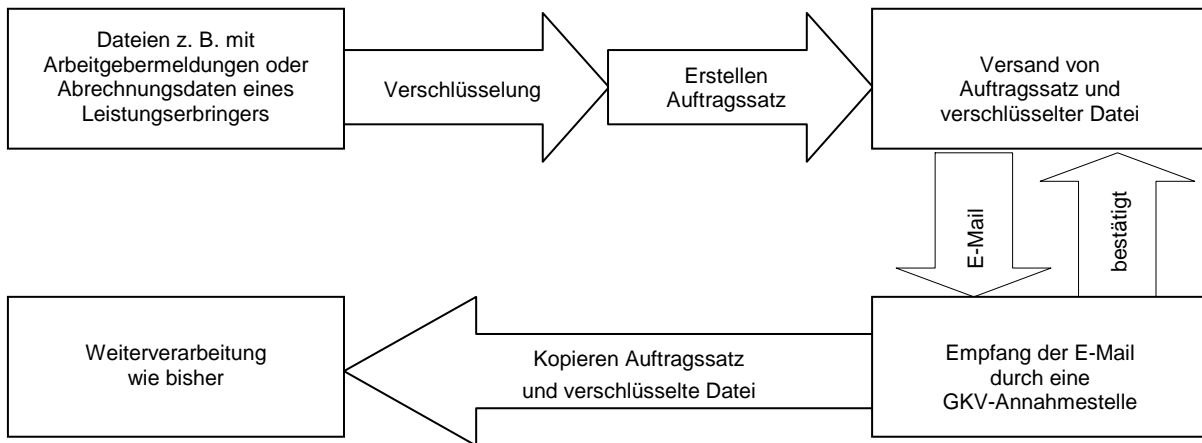 Dateien z. B. mit
Arbeitgebermeldungen oder
Abrechnungsdaten eines
Leistungserbringers
Verschlüsselung
Erstellen
Auftragssatz
Versand von
Auftragssatz und
verschlüsselter Datei
E-Mail
bestätigt
Empfang der E-Mail
durch eine
GKV-Annahmestelle
Kopieren Auftragssatz
und verschlüsselte Datei
Weiterverarbeitung
wie bisher